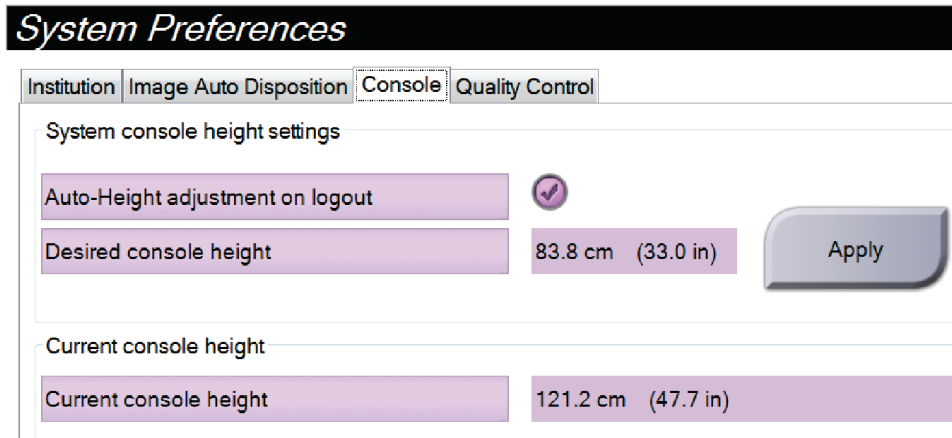 System Preferences
Institution Image Auto Disposition Console Quality Control
System console height settings
Auto-Height adjustment on logout
Desired console height 83.8 cm (33.0 in) Apply
Current console height
Current console height 121.2 cm (47.7 in)